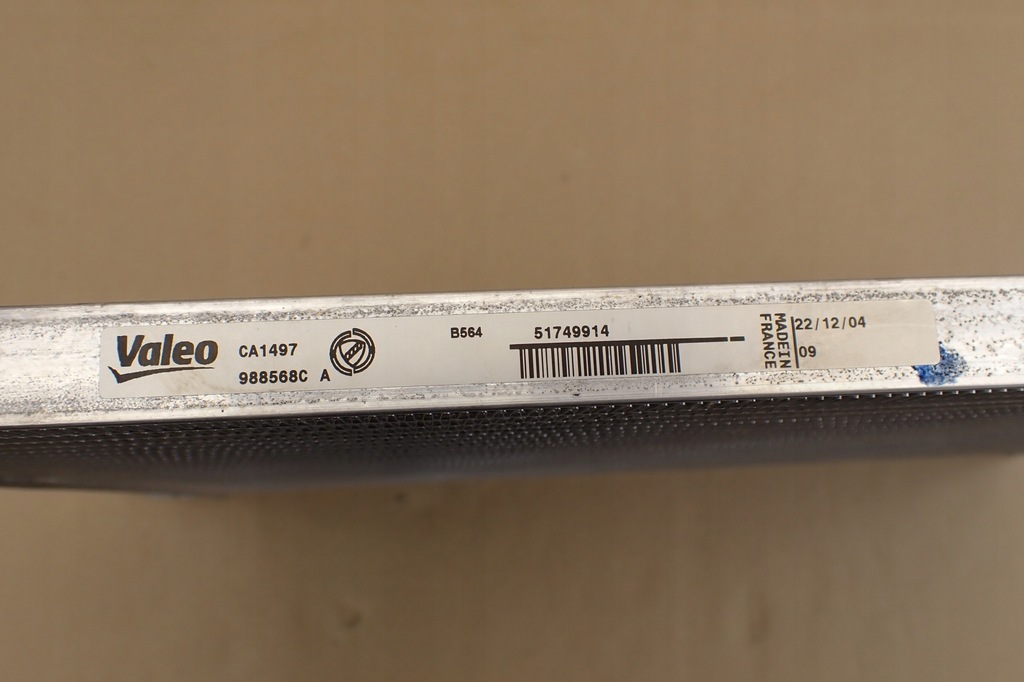 Valeo
CA1497
988568C A
B564
51749914
MADE IN
FRANCE
22/12/04
09